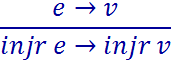 e → v
injr e → injr v